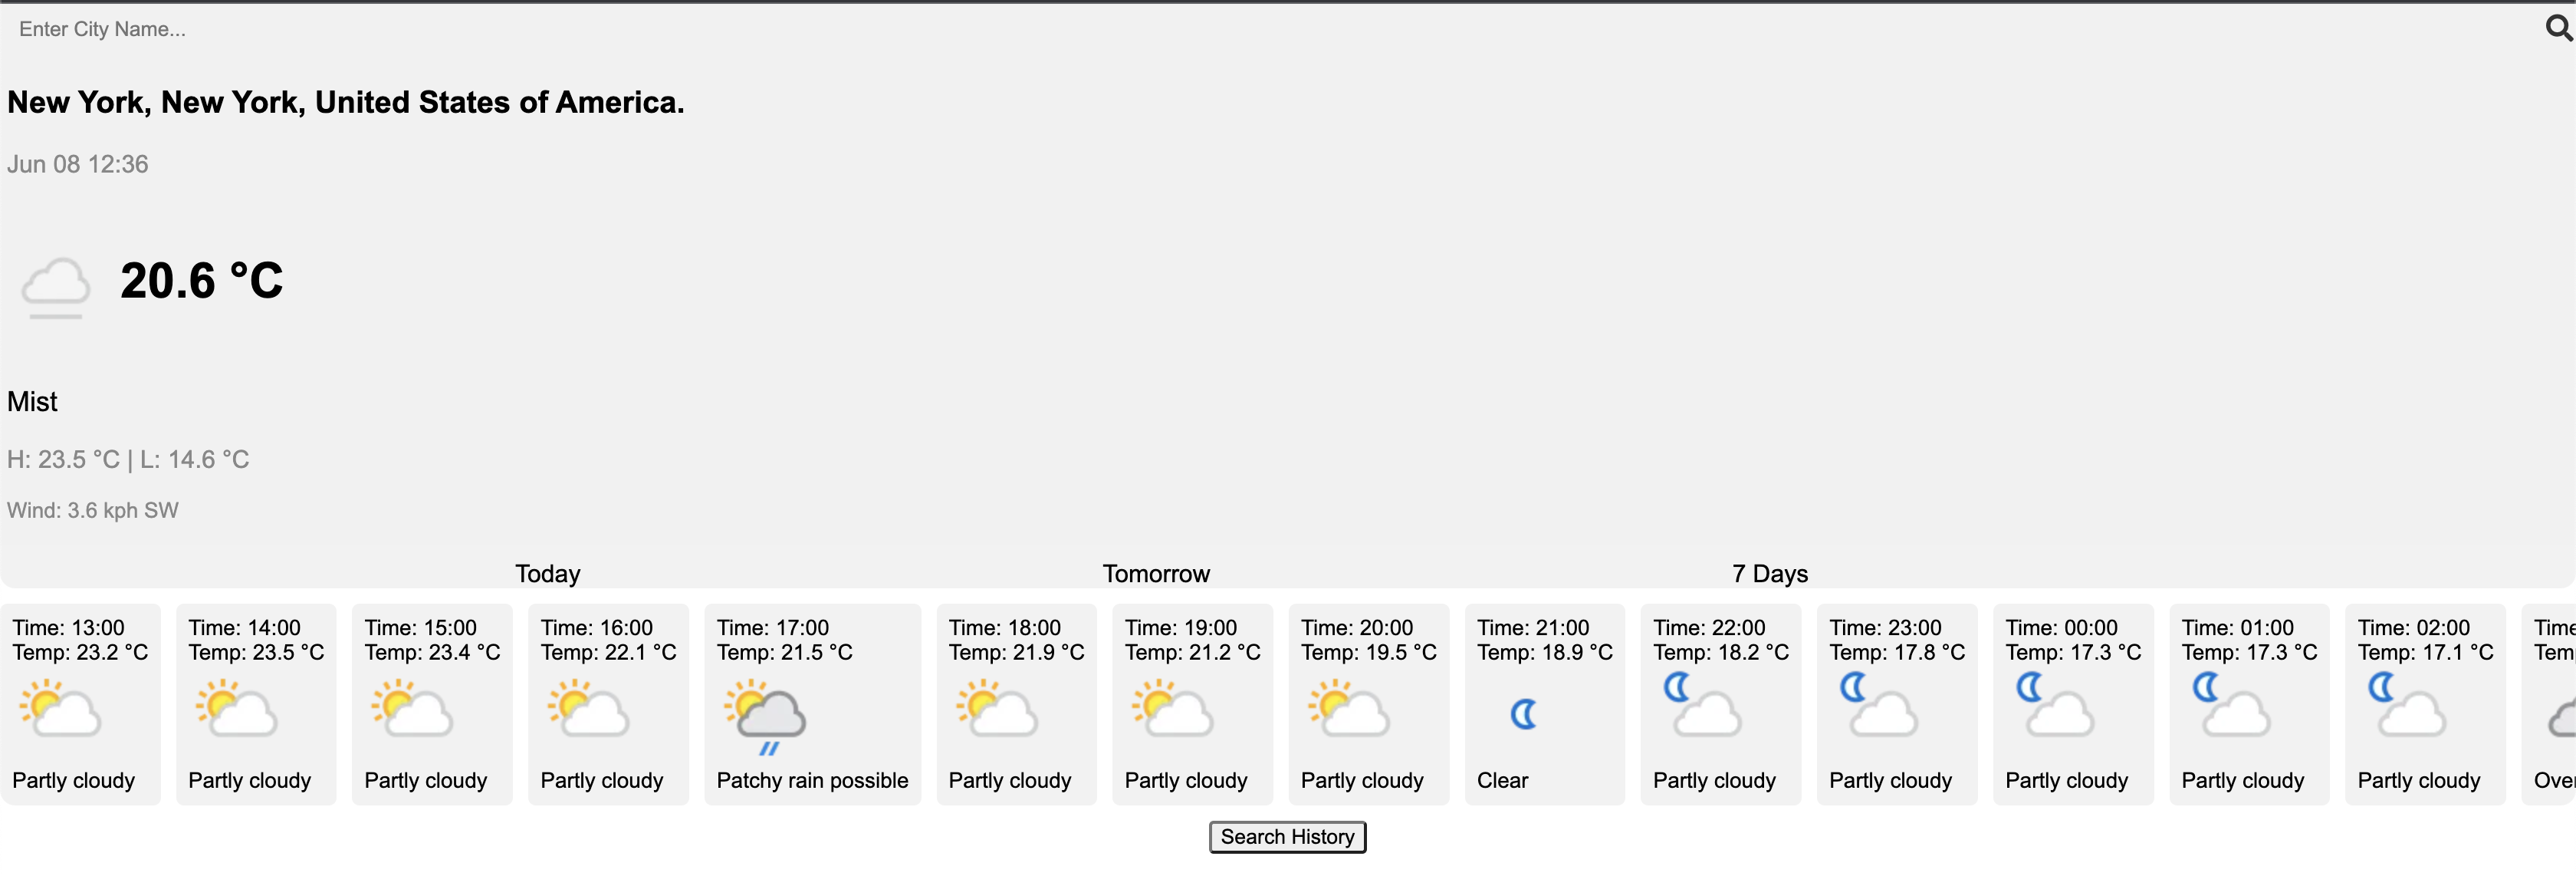 Enter City Name...
New York, New York, United States of America.
Jun 08 12:36
20.6 °C
Mist
H: 23.5 °C | L: 14.6 °C
Wind: 3.6 kph SW
Today
Tomorrow
7 Days
Time: 13:00
Temp: 23.2 °C
Partly cloudy
Time: 14:00
Temp: 23.5 °C
Partly cloudy
Time: 15:00
Temp: 23.4 °C
Partly cloudy
Time: 16:00
Temp: 22.1 °C
Partly cloudy
Time: 17:00
Temp: 21.5 °C
Patchy rain possible
Time: 18:00
Temp: 21.9 °C
Partly cloudy
Time: 19:00
Temp: 21.2 °C
Partly cloudy
Time: 20:00
Temp: 19.5 °C
Partly cloudy
Time: 21:00
Temp: 18.9 °C
Clear
Time: 22:00
Temp: 18.2 °C
Partly cloudy
Time: 23:00
Temp: 17.8 °C
Partly cloudy
Time: 00:00
Temp: 17.3 °C
Partly cloudy
Time: 01:00
Temp: 17.3 °C
Partly cloudy
Time: 02:00
Temp: 17.1 °C
Partly cloudy
Search History